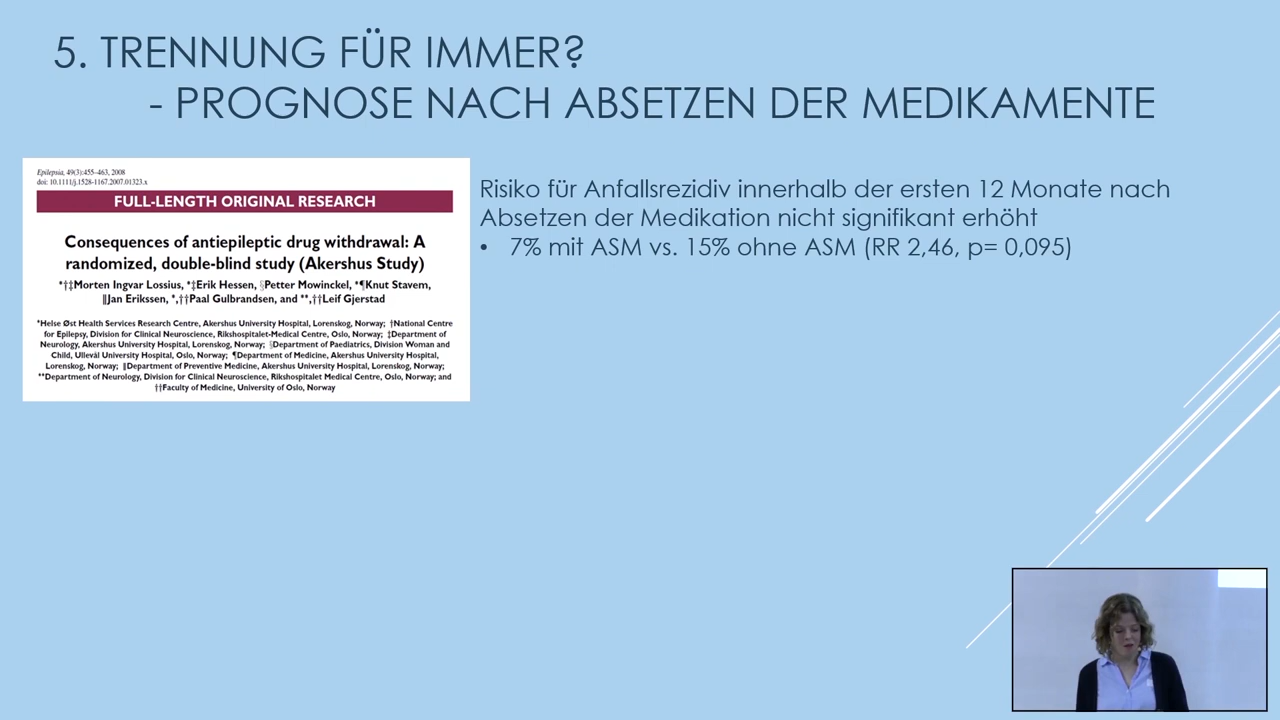 5. TRENNUNG FÜR IMMER?
- PROGNOSE NACH ABSETZEN DER MEDIKAMENTE
Epilepsia, 49(3):455–463, 2008
doi: 10.1111/j.1528-1167.2007.01323.x
FULL-LENGTH ORIGINAL RESEARCH
Consequences of antiepileptic drug withdrawal: A
randomized, double-blind study (Akershus Study)
*†‡Morten Ingvar Lossius, *‡Erik Hessen, §Petter Mowinckel, *¶Knut Stavem,
‖Jan Erikssen, *,††Paal Gulbrandsen, and **,††Leif Gjerstad
*Helse Øst Health Services Research Centre, Akershus University Hospital, Lorenskog, Norway; †National Centre
for Epilepsy, Division for Clinical Neuroscience, Rikshospitalet-Medical Centre, Oslo, Norway; ‡Department of
Neurology, Akershus University Hospital, Lorenskog, Norway; §Department of Paediatrics, Division Woman and
Child, Ullevål University Hospital, Oslo, Norway; ¶Department of Medicine, Akershus University Hospital,
Lorenskog, Norway; ‖Department of Preventive Medicine, Akershus University Hospital, Lorenskog, Norway;
**Department of Neurology, Division for Clinical Neuroscience, Rikshospitalet Medical Centre, Oslo, Norway; and
††Faculty of Medicine, University of Oslo, Norway
Risiko für Anfallsrezidiv innerhalb der ersten 12 Monate nach
Absetzen der Medikation nicht signifikant erhöht
• 7% mit ASM vs. 15% ohne ASM (RR 2,46, p= 0,095)